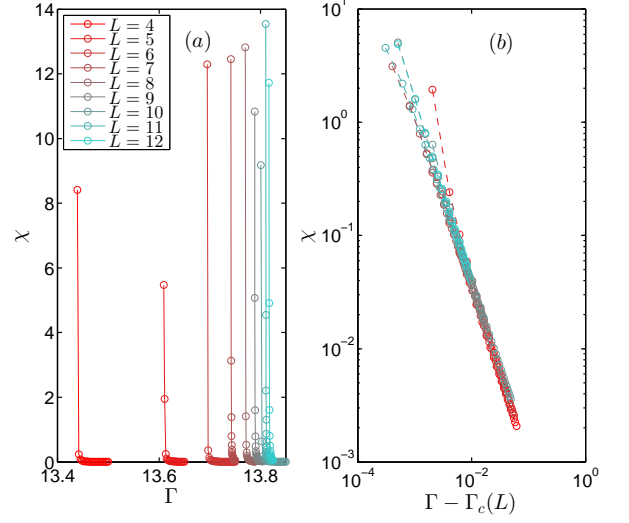 (a)
L = 4
L = 5
L = 6
L = 7
L = 8
L = 9
L = 10
L = 11
L = 12
14
12
10
8
6
4
2
0
χ
13.4
13.6
13.8
Γ
(b)
10^1
10^0
10^−1
10^−2
10^−3
χ
10^−4
10^−2
10^0
Γ − Γ_c(L)